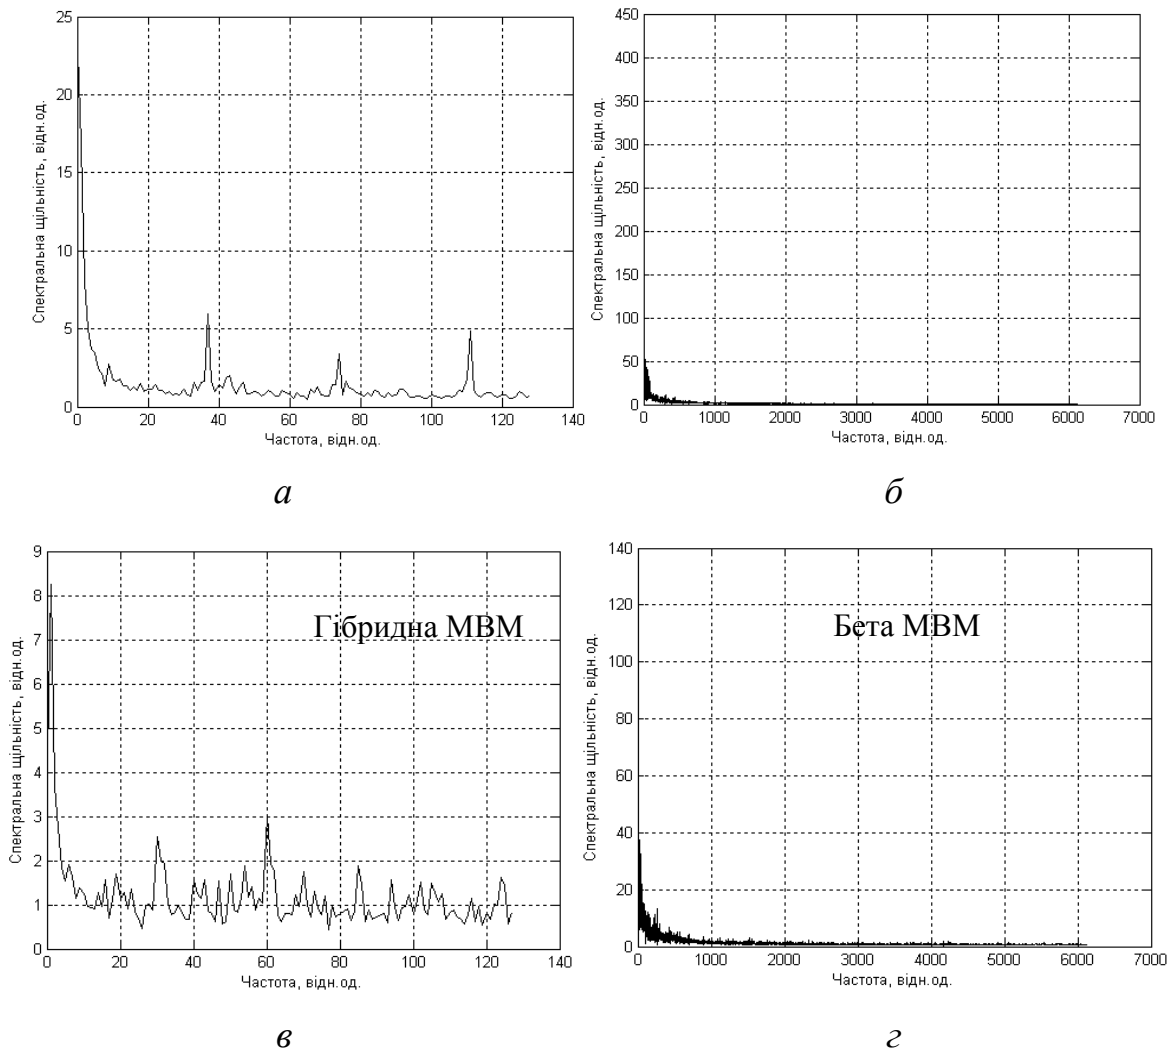 25
20
15
10
5
0
0 20 40 60 80 100 120 140
Спектральна щільність, відн.од.
Частота, відн.од.
а
450
400
350
300
250
200
150
100
50
0
0 1000 2000 3000 4000 5000 6000 7000
Спектральна щільність, відн.од.
Частота, відн.од.
б
9
8
7
6
5
4
3
2
1
0
0 20 40 60 80 100 120 140
Спектральна щільність, відн.од.
Гібридна МВМ
Частота, відн.од.
в
140
120
100
80
60
40
20
0
0 1000 2000 3000 4000 5000 6000 7000
Спектральна щільність, відн.од.
Бета МВМ
Частота, відн.од.
г